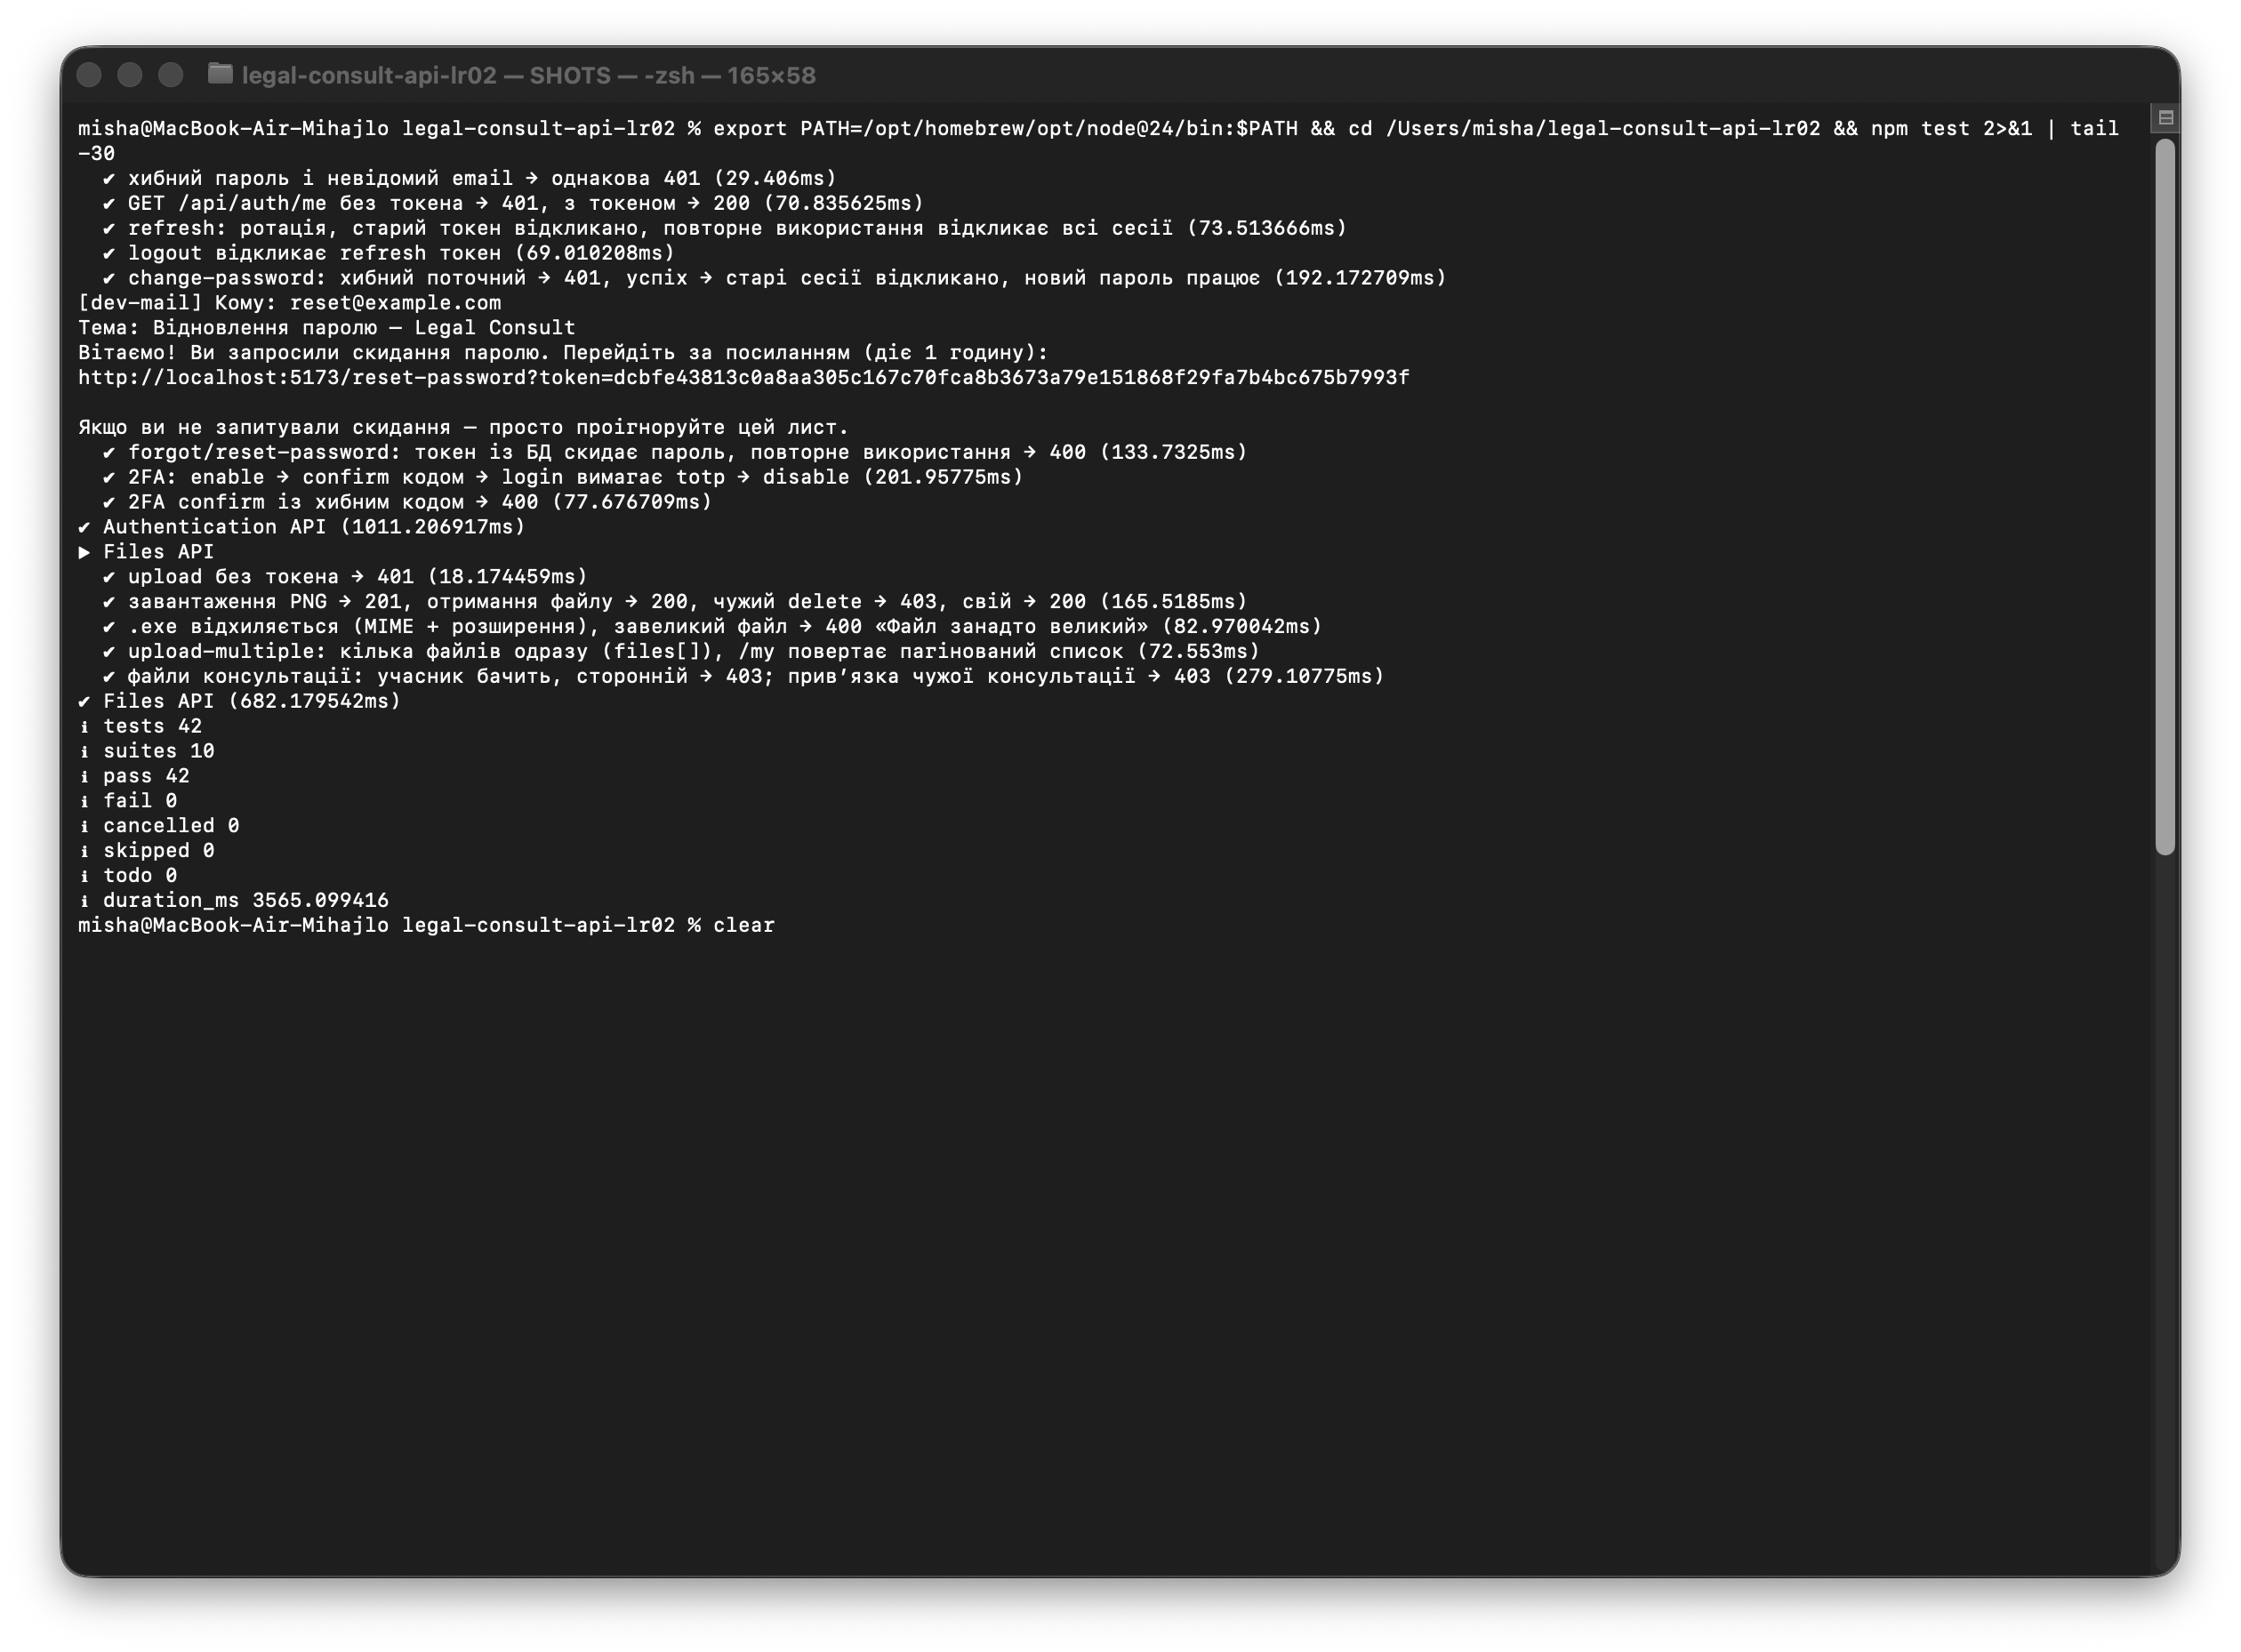 legal-consult-api-lr02 — SHOTS — -zsh — 165×58
misha@MacBook-Air-Mihajlo legal-consult-api-lr02 % export PATH=/opt/homebrew/opt/node@24/bin:$PATH && cd /Users/misha/legal-consult-api-lr02 && npm test 2>&1 | tail
-30
✔ хибний пароль і невідомий email → однакова 401 (29.406ms)
✔ GET /api/auth/me без токена → 401, з токеном → 200 (70.835625ms)
✔ refresh: ротація, старий токен відкликано, повторне використання відкликає всі сесії (73.513666ms)
✔ logout відкликає refresh токен (69.010208ms)
✔ change-password: хибний поточний → 401, успіх → старі сесії відкликано, новий пароль працює (192.172709ms)
[dev-mail] Кому: reset@example.com
Тема: Відновлення паролю — Legal Consult
Вітаємо! Ви запросили скидання паролю. Перейдіть за посиланням (діє 1 годину):
http://localhost:5173/reset-password?token=dcbfe43813c0a8aa305c167c70fca8b3673a79e151868f29fa7b4bc675b7993f
Якщо ви не запитували скидання — просто проігноруйте цей лист.
✔ forgot/reset-password: токен із БД скидає пароль, повторне використання → 400 (133.7325ms)
✔ 2FA: enable → confirm кодом → login вимагає totp → disable (201.95775ms)
✔ 2FA confirm із хибним кодом → 400 (77.676709ms)
✔ Authentication API (1011.206917ms)
▶ Files API
✔ upload без токена → 401 (18.174459ms)
✔ завантаження PNG → 201, отримання файлу → 200, чужий delete → 403, свій → 200 (165.5185ms)
✔ .exe відхиляється (MIME + розширення), завеликий файл → 400 «Файл занадто великий» (82.970042ms)
✔ upload-multiple: кілька файлів одразу (files[]), /my повертає пагінований список (72.553ms)
✔ файли консультації: учасник бачить, сторонній → 403; прив’язка чужої консультації → 403 (279.10775ms)
✔ Files API (682.179542ms)
ℹ tests 42
ℹ suites 10
ℹ pass 42
ℹ fail 0
ℹ cancelled 0
ℹ skipped 0
ℹ todo 0
ℹ duration_ms 3565.099416
misha@MacBook-Air-Mihajlo legal-consult-api-lr02 % clear